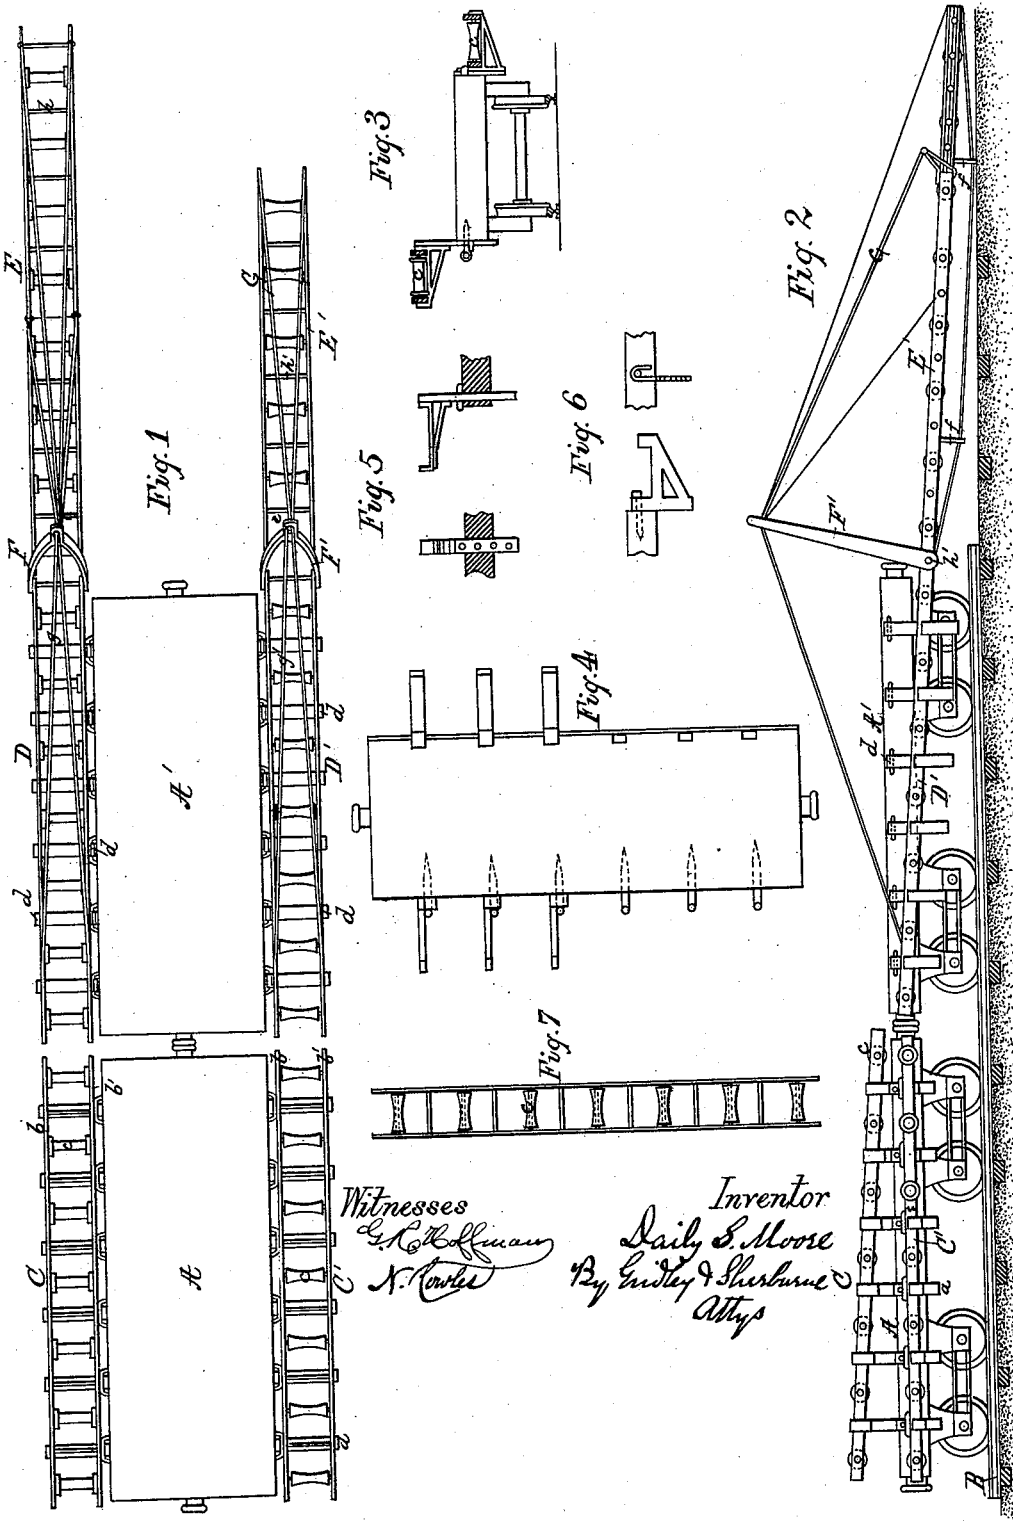 Fig. 1
Fig. 2
Fig. 3
Fig. 4
Fig. 5
Fig. 6
Fig. 7
E
E'
F
F'
G
D
D'
A'
A
C
C'
h
h'
g
g'
e
d
d
d
d
b
b'
a
c
f
f
G
E'
F'
h'
d
A'
D'
c
C
C'
A
a
B
Witnesses
N. Cowles
Inventor
Daily S. Moore
By Gridley & Sherburne
Attys